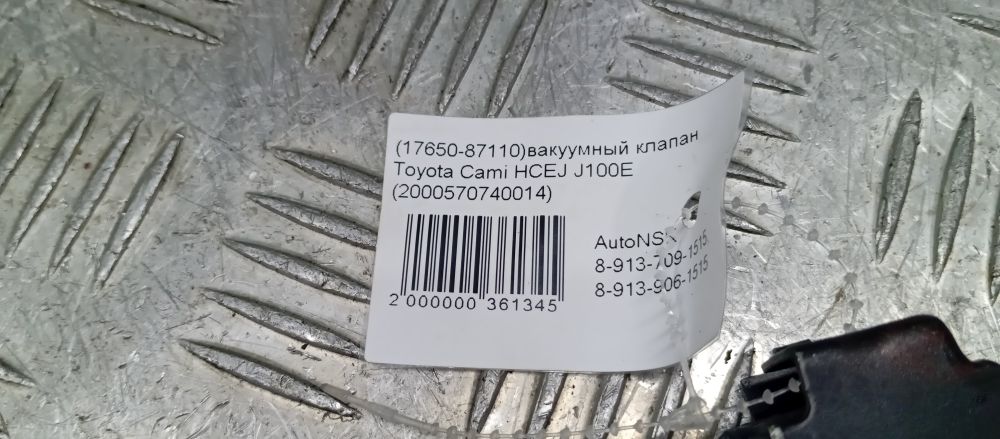 (17650-87110)вакуумный клапан
Toyota Cami HCEJ J100E
(2000570740014)
AutoNSK
8-913-709-1515,
8-913-906-1515
2 000000 361345